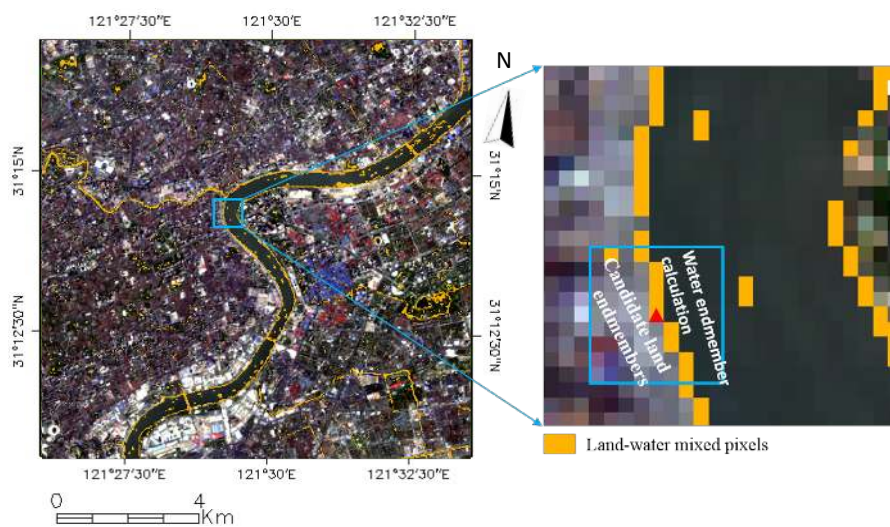 121°27'30"E 121°30'E 121°32'30"E
N
31°15'N
31°15'N
31°12'30"N
31°12'30"N
Water endmember
calculation
Candidate land
endmembers
Land-water mixed pixels
121°27'30"E 121°30'E 121°32'30"E
0 4
Km